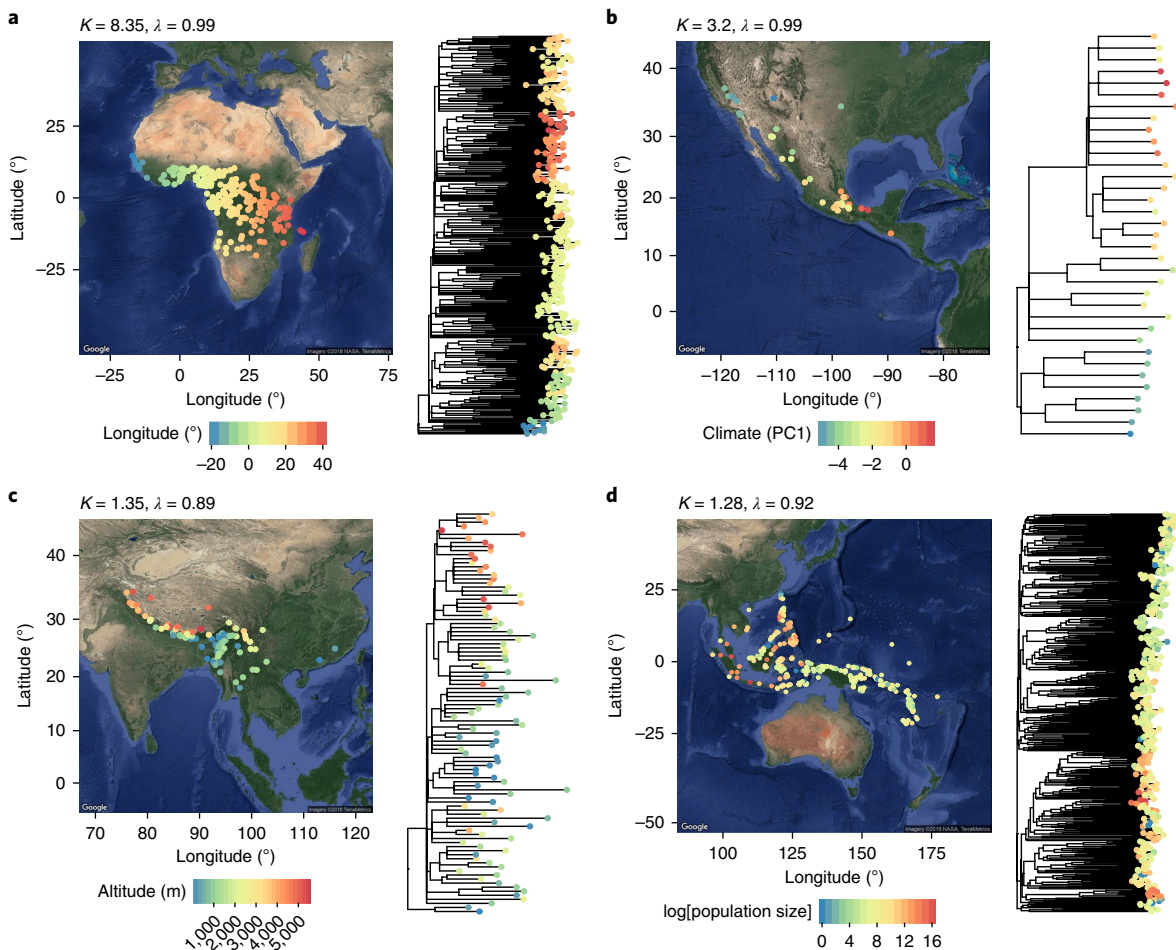 a
K = 8.35, λ = 0.99
Latitude (°)
25
0
−25
Google
Imagery ©2018 NASA, TerraMetrics
−25 0 25 50 75
Longitude (°)
Longitude (°)
−20 0 20 40
b
K = 3.2, λ = 0.99
Latitude (°)
40
30
20
10
0
Google
Imagery ©2018 TerraMetrics
−120 −110 −100 −90 −80
Longitude (°)
Climate (PC1)
−4 −2 0
c
K = 1.35, λ = 0.89
Latitude (°)
40
30
20
10
0
Google
Imagery ©2018 TerraMetrics
70 80 90 100 110 120
Longitude (°)
Altitude (m)
1,000 2,000 3,000 4,000 5,000
d
K = 1.28, λ = 0.92
Latitude (°)
25
0
−25
−50
Google
Imagery ©2018 NASA, TerraMetrics
100 125 150 175
Longitude (°)
log[population size]
0 4 8 12 16